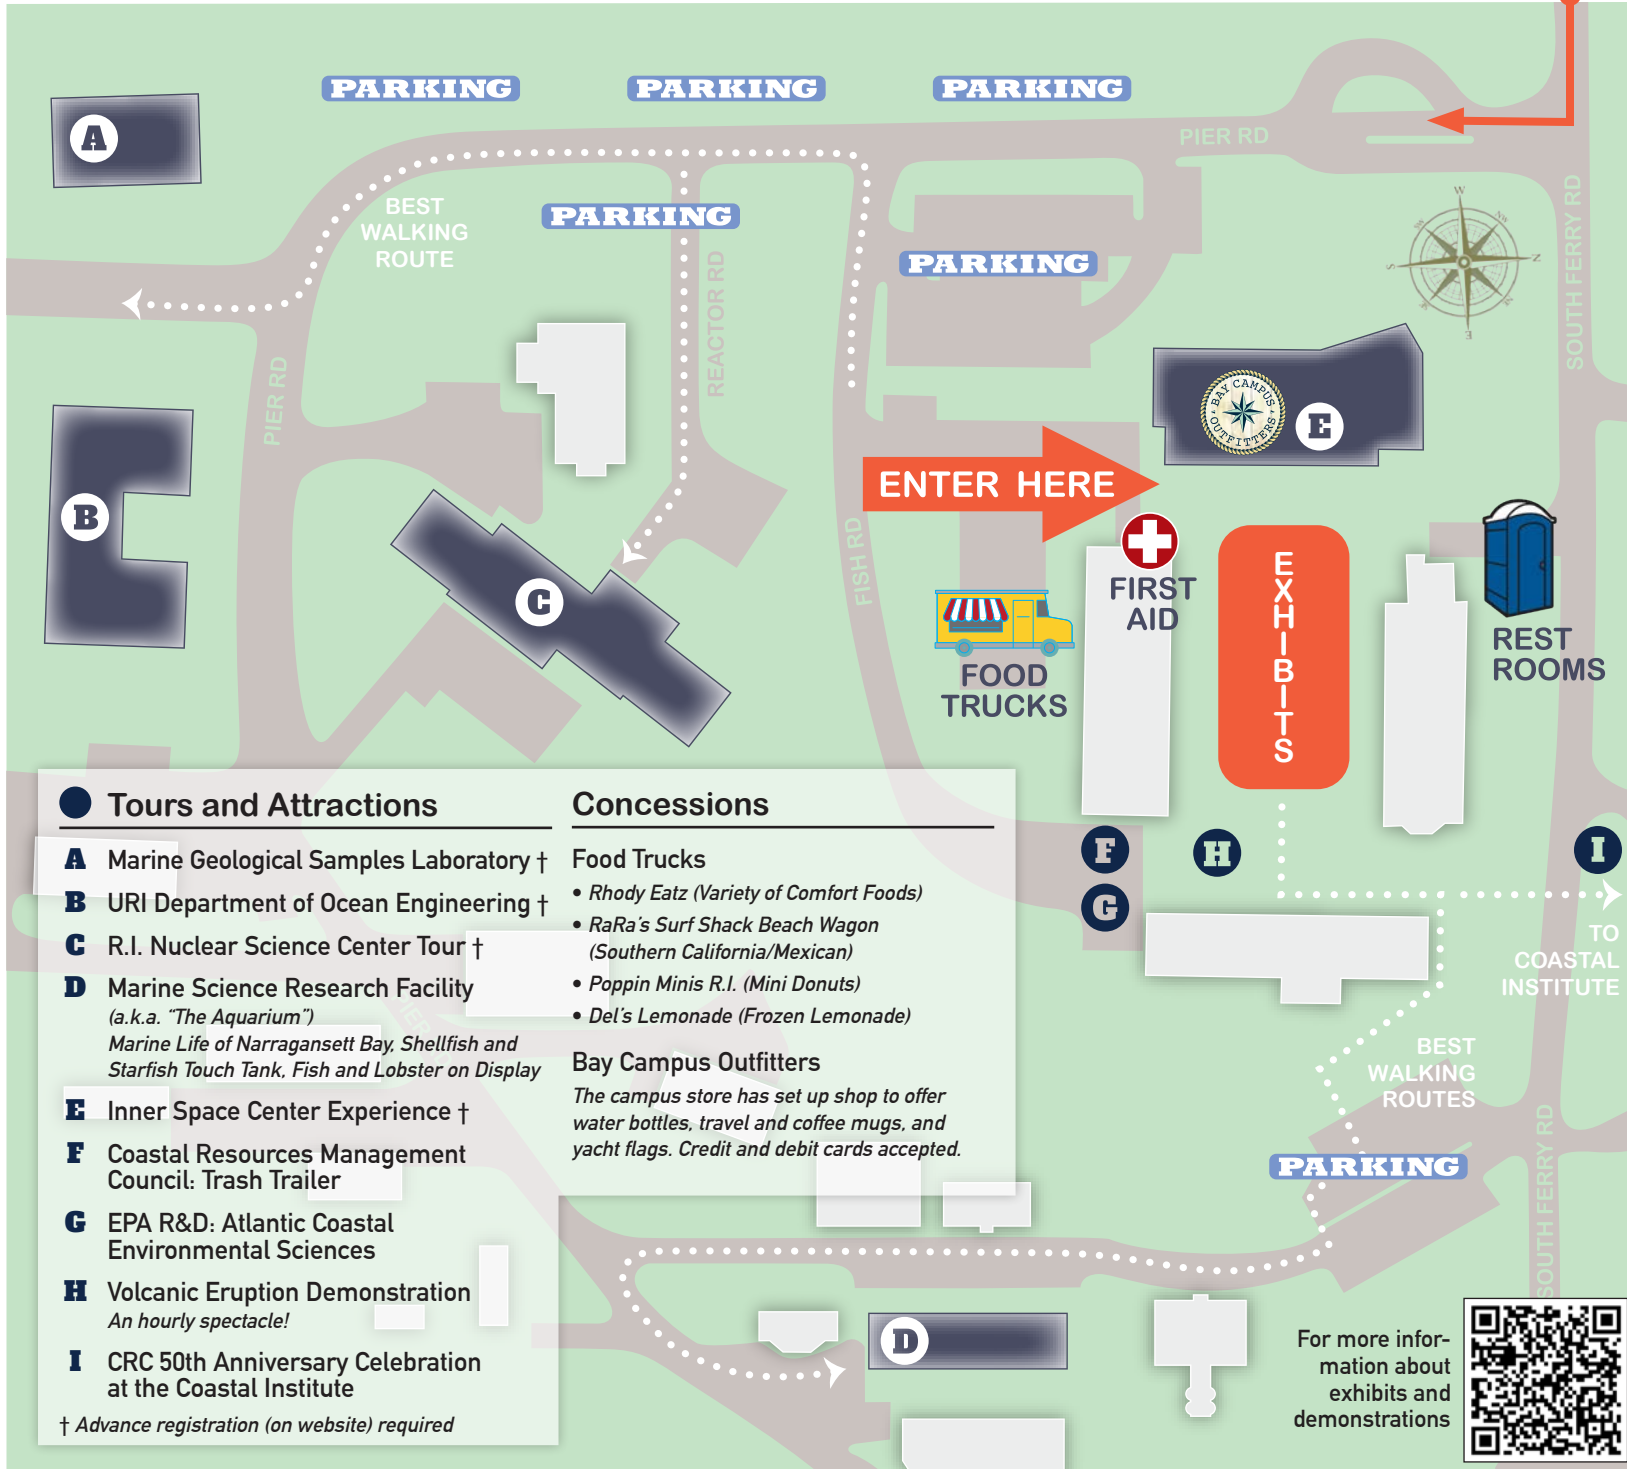 PARKING
PARKING
PARKING
A
PIER RD
BEST
WALKING
ROUTE
PARKING
PARKING
REACTOR RD
SOUTH FERRY RD
W
NW
N
S
E
PIER RD
BAY CAMPUS
OUTFITTERS
E
B
ENTER HERE
FISH RD
C
FIRST
AID
EXHIBITS
FOOD
TRUCKS
REST
ROOMS
F
H
I
G
TO
COASTAL
INSTITUTE
BEST
WALKING
ROUTES
PARKING
SOUTH FERRY RD
PIER RD
D
Tours and Attractions
A Marine Geological Samples Laboratory †
B URI Department of Ocean Engineering †
C R.I. Nuclear Science Center Tour †
D Marine Science Research Facility
(a.k.a. “The Aquarium”)
Marine Life of Narragansett Bay, Shellfish and
Starfish Touch Tank, Fish and Lobster on Display
E Inner Space Center Experience †
F Coastal Resources Management
Council: Trash Trailer
G EPA R&D: Atlantic Coastal
Environmental Sciences
H Volcanic Eruption Demonstration
An hourly spectacle!
I CRC 50th Anniversary Celebration
at the Coastal Institute
† Advance registration (on website) required
Concessions
Food Trucks
• Rhody Eatz (Variety of Comfort Foods)
• RaRa’s Surf Shack Beach Wagon
(Southern California/Mexican)
• Poppin Minis R.I. (Mini Donuts)
• Del’s Lemonade (Frozen Lemonade)
Bay Campus Outfitters
The campus store has set up shop to offer
water bottles, travel and coffee mugs, and
yacht flags. Credit and debit cards accepted.
For more infor-
mation about
exhibits and
demonstrations